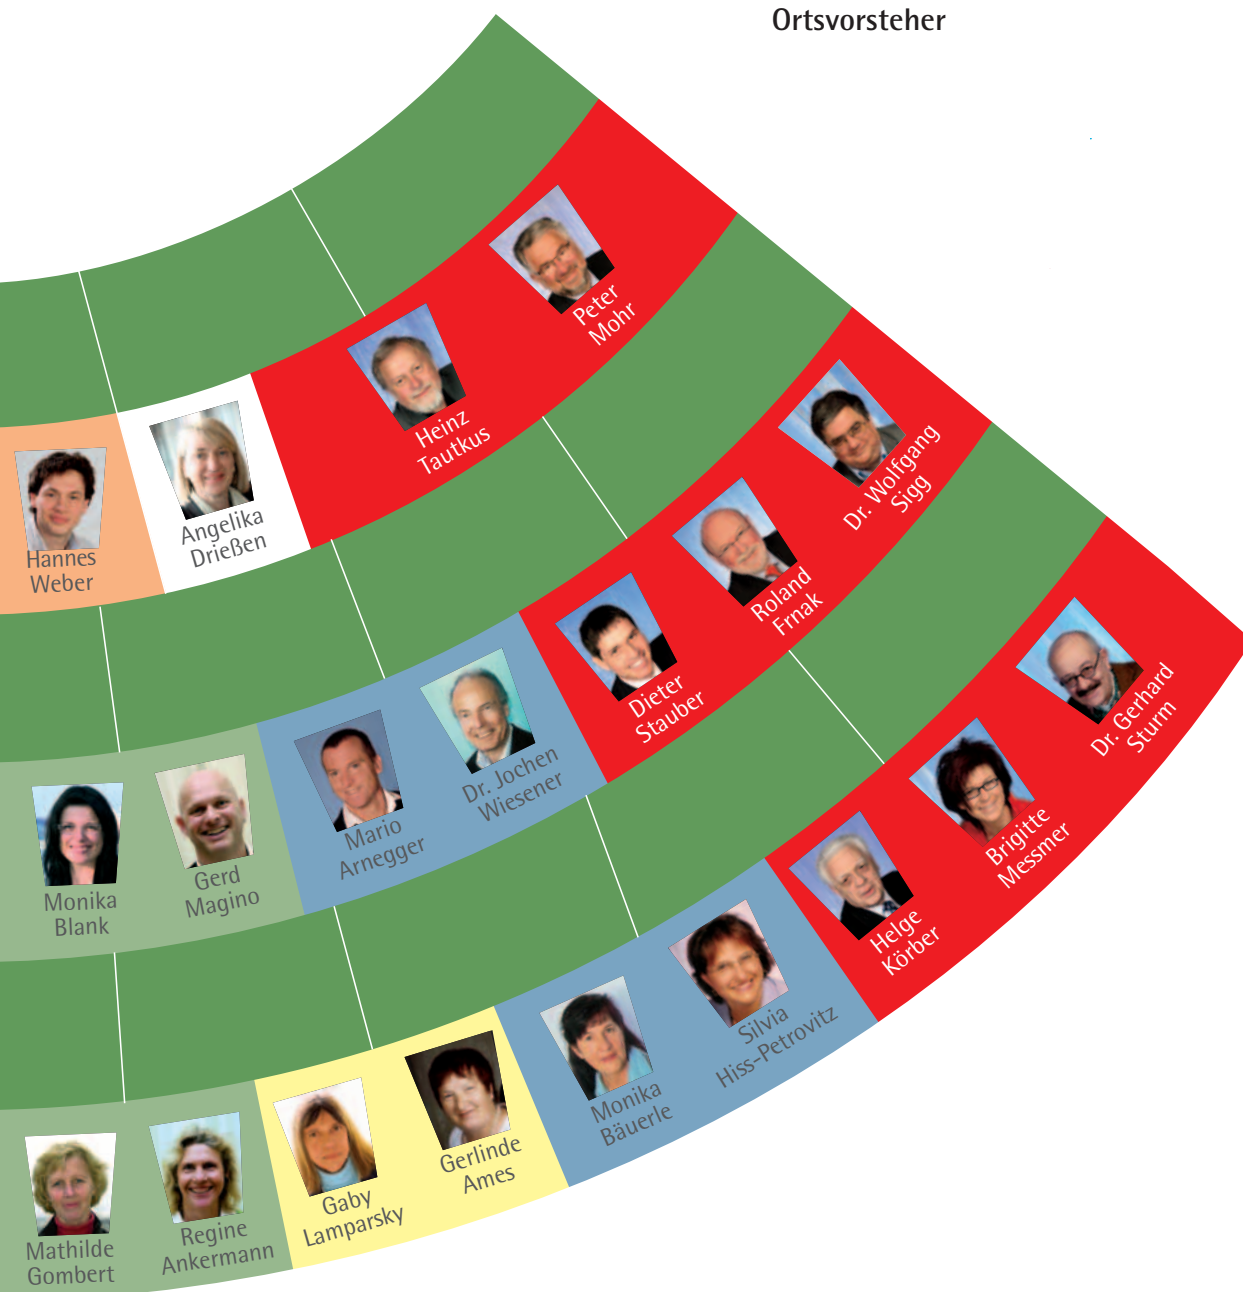 Ortsvorsteher
Peter
Mohr
Heinz
Tautkus
Angelika
Drießen
Hannes
Weber
Dr. Wolfgang
Sigg
Roland
Frnak
Dieter
Stauber
Dr. Jochen
Wiesener
Mario
Arnegger
Gerd
Magino
Monika
Blank
Dr. Gerhard
Sturm
Brigitte
Messmer
Helge
Körber
Silvia
Hiss-Petrovitz
Monika
Bäuerle
Gerlinde
Ames
Gaby
Lamparsky
Regine
Ankermann
Mathilde
Gombert